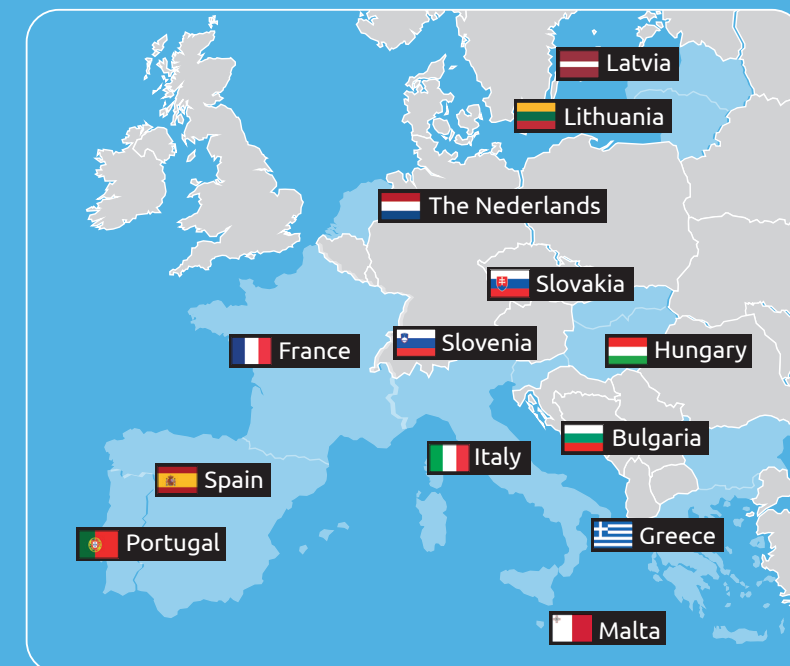 Latvia
Lithuania
The Nederlands
Slovakia
Slovenia
France
Hungary
Bulgaria
Italy
Spain
Greece
Portugal
Malta